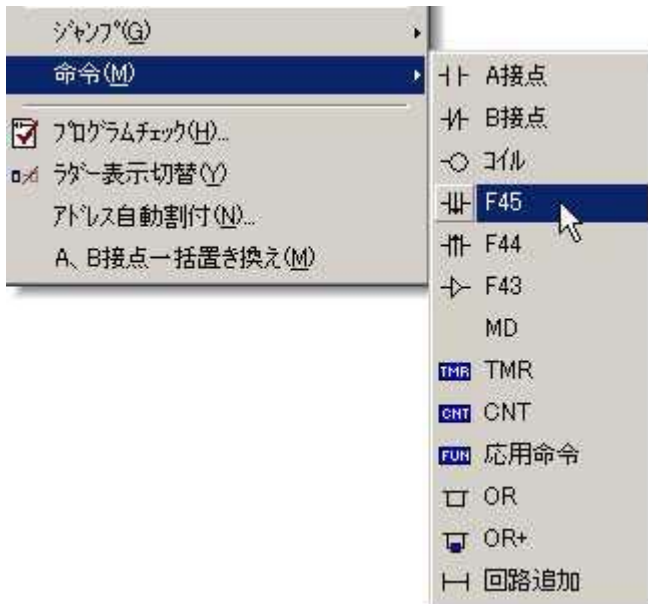 ジャンプ(G)
命令(M)
プログラムチェック(H)...
ラダー表示切替(Y)
アドレス自動割付(N)...
A、B接点一括置き換え(M)
A接点
B接点
コイル
F45
F44
F43
MD
TMR TMR
CNT CNT
FUN 応用命令
OR
OR+
回路追加